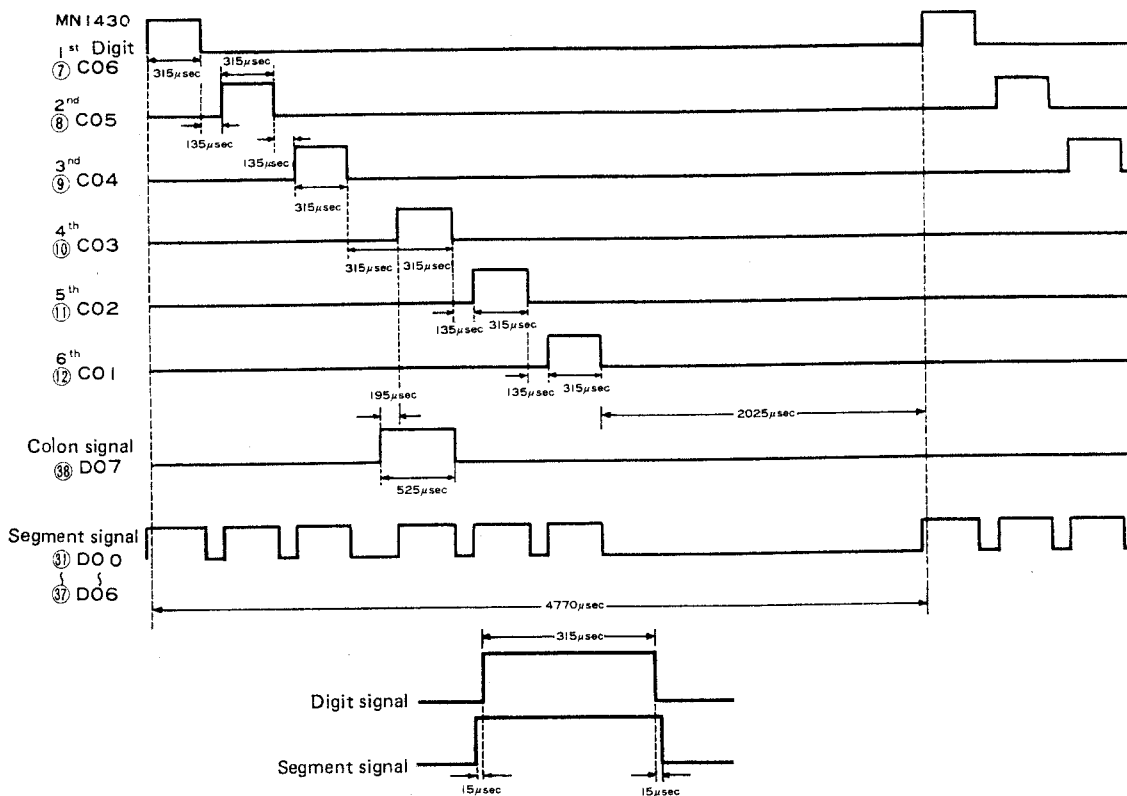 MN1430
1st Digit
⑦ CO6
315μsec
315μsec
2nd
⑧ CO5
135μsec
135μsec
3nd
⑨ CO4
315μsec
4th
⑩ CO3
315μsec 315μsec
5th
⑪ CO2
135μsec 315μsec
6th
⑫ CO1
135μsec 315μsec
195μsec
2025μsec
Colon signal
㊳ DO7
525μsec
Segment signal
㉛ DO0
~ ~
㊲ DO6
4770μsec
315μsec
Digit signal
Segment signal
15μsec 15μsec